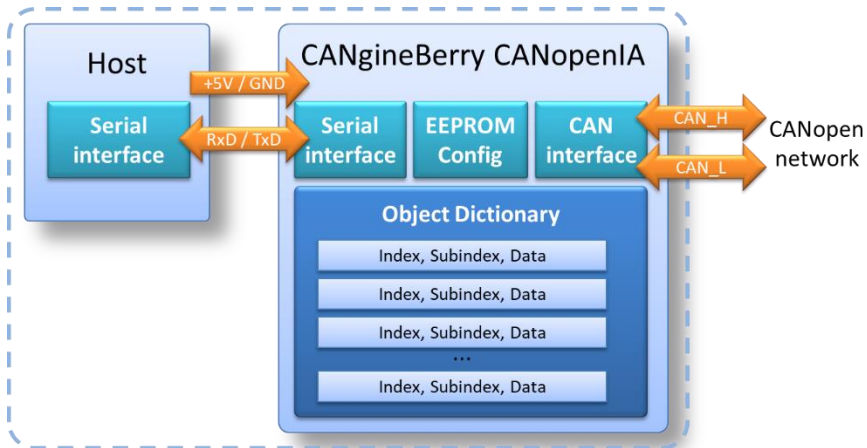 Host
CANgineBerry CANopenIA
+5V / GND
Serial
interface
RxD / TxD
Serial
interface
EEPROM
Config
CAN
interface
CAN_H
CAN_L
CANopen
network
Object Dictionary
Index, Subindex, Data
Index, Subindex, Data
Index, Subindex, Data
...
Index, Subindex, Data